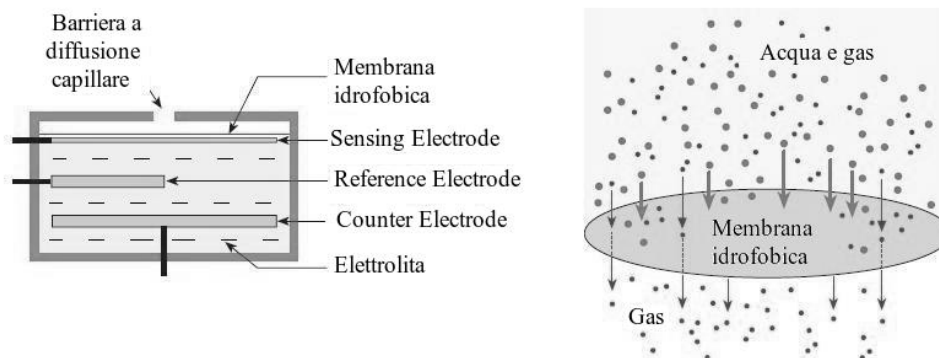 Barriera a
diffusione
capillare
Membrana
idrofobica
Sensing Electrode
Reference Electrode
Counter Electrode
Elettrolita
Acqua e gas
Membrana
idrofobica
Gas